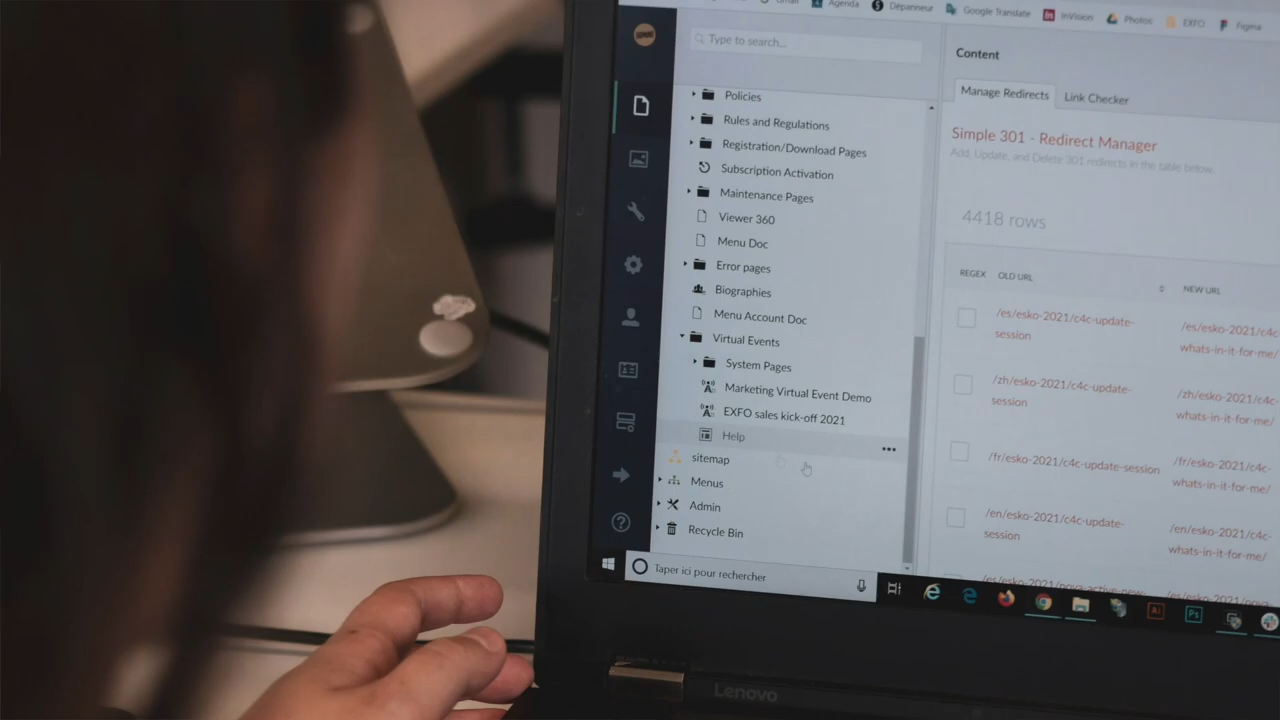 Gmail
Agenda
Dépanneur
Google Translate
InVision
Photos
EXFO
Figma
Type to search...
Policies
Rules and Regulations
Registration/Download Pages
Subscription Activation
Maintenance Pages
Viewer 360
Menu Doc
Error pages
Biographies
Menu Account Doc
Virtual Events
System Pages
Marketing Virtual Event Demo
EXFO sales kick-off 2021
Help
sitemap
Menus
Admin
Recycle Bin
Content
Manage Redirects
Link Checker
Simple 301 - Redirect Manager
Add, Update, and Delete 301 redirects in the table below.
4418 rows
REGEX OLD URL NEW URL
/es/esko-2021/c4c-update-
session
/es/esko-2021/c4c-
whats-in-it-for-me/
/zh/esko-2021/c4c-update-
session
/zh/esko-2021/c4c-
whats-in-it-for-me/
/fr/esko-2021/c4c-update-session
/fr/esko-2021/c4c-
whats-in-it-for-me/
/en/esko-2021/c4c-update-
session
/en/esko-2021/c4c-
whats-in-it-for-me/
Taper ici pour rechercher
Ai
Ps
Lenovo